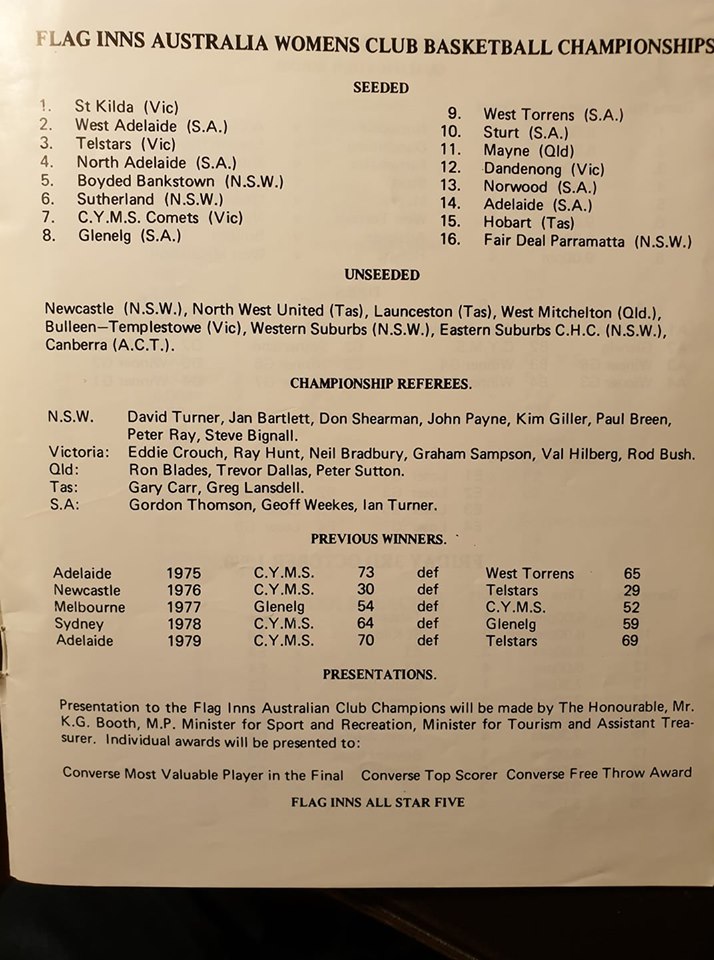 FLAG INNS AUSTRALIA WOMENS CLUB BASKETBALL CHAMPIONSHIPS
SEEDED
1. St Kilda (Vic)
2. West Adelaide (S.A.)
3. Telstars (Vic)
4. North Adelaide (S.A.)
5. Boyded Bankstown (N.S.W.)
6. Sutherland (N.S.W.)
7. C.Y.M.S. Comets (Vic)
8. Glenelg (S.A.)
9. West Torrens (S.A.)
10. Sturt (S.A.)
11. Mayne (Qld)
12. Dandenong (Vic)
13. Norwood (S.A.)
14. Adelaide (S.A.)
15. Hobart (Tas)
16. Fair Deal Parramatta (N.S.W.)
UNSEEDED
Newcastle (N.S.W.), North West United (Tas), Launceston (Tas), West Mitchelton (Qld.),
Bulleen—Templestowe (Vic), Western Suburbs (N.S.W.), Eastern Suburbs C.H.C. (N.S.W.),
Canberra (A.C.T.).
CHAMPIONSHIP REFEREES.
N.S.W. David Turner, Jan Bartlett, Don Shearman, John Payne, Kim Giller, Paul Breen,
Peter Ray, Steve Bignall.
Victoria: Eddie Crouch, Ray Hunt, Neil Bradbury, Graham Sampson, Val Hilberg, Rod Bush.
Qld: Ron Blades, Trevor Dallas, Peter Sutton.
Tas: Gary Carr, Greg Lansdell.
S.A: Gordon Thomson, Geoff Weekes, Ian Turner.
PREVIOUS WINNERS.
Adelaide 1975 C.Y.M.S. 73 def West Torrens 65
Newcastle 1976 C.Y.M.S. 30 def Telstars 29
Melbourne 1977 Glenelg 54 def C.Y.M.S. 52
Sydney 1978 C.Y.M.S. 64 def Glenelg 59
Adelaide 1979 C.Y.M.S. 70 def Telstars 69
PRESENTATIONS.
Presentation to the Flag Inns Australian Club Champions will be made by The Honourable, Mr.
K.G. Booth, M.P. Minister for Sport and Recreation, Minister for Tourism and Assistant Trea-
surer. Individual awards will be presented to:
Converse Most Valuable Player in the Final Converse Top Scorer Converse Free Throw Award
FLAG INNS ALL STAR FIVE